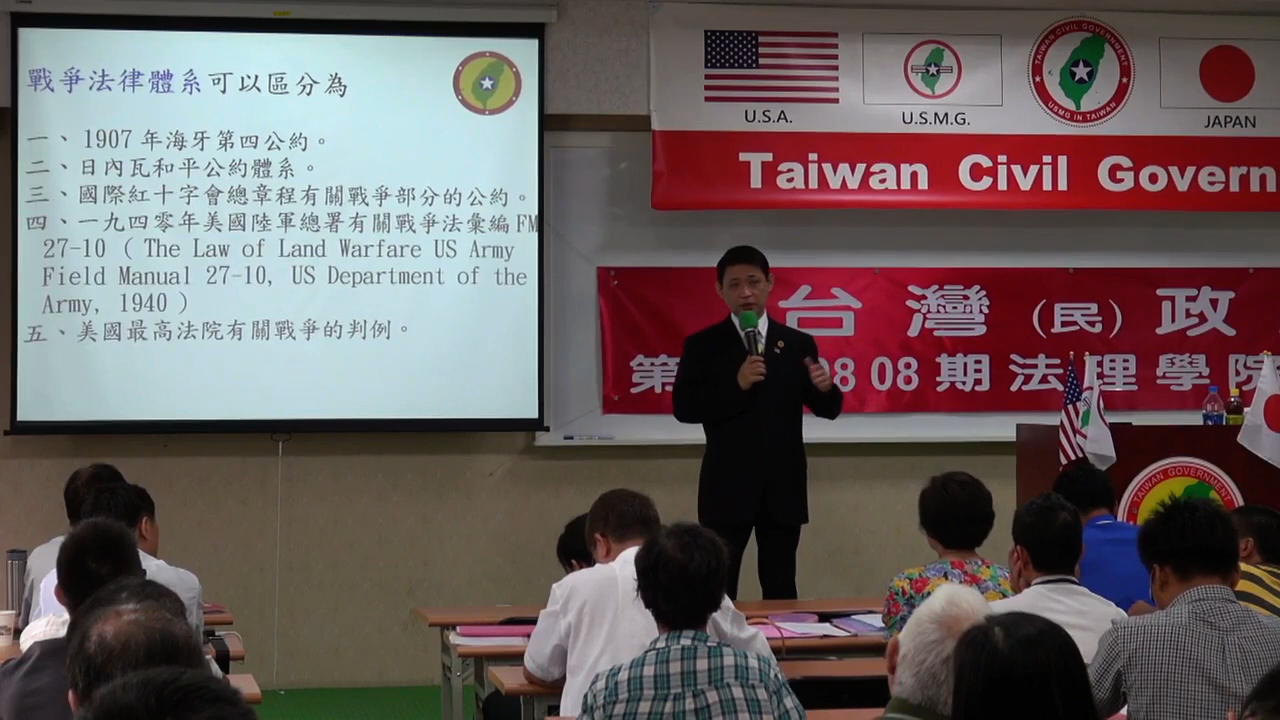 戰爭法律體系可以區分為
一、1907 年海牙第四公約。
二、日內瓦和平公約體系。
三、國際紅十字會總章程有關戰爭部分的公約。
四、一九四零年美國陸軍總署有關戰爭法彙編 FM
27-10 ( The Law of Land Warfare US Army
Field Manual 27-10, US Department of the
Army, 1940 )
五、美國最高法院有關戰爭的判例。
U.S.A.
U.S.M.G.
TAIWAN CIVIL GOVERNMENT
USMG IN TAIWAN
JAPAN
Taiwan Civil Govern
台灣(民)政
第 08 08 期法理學院
TAIWAN GOVERNMENT